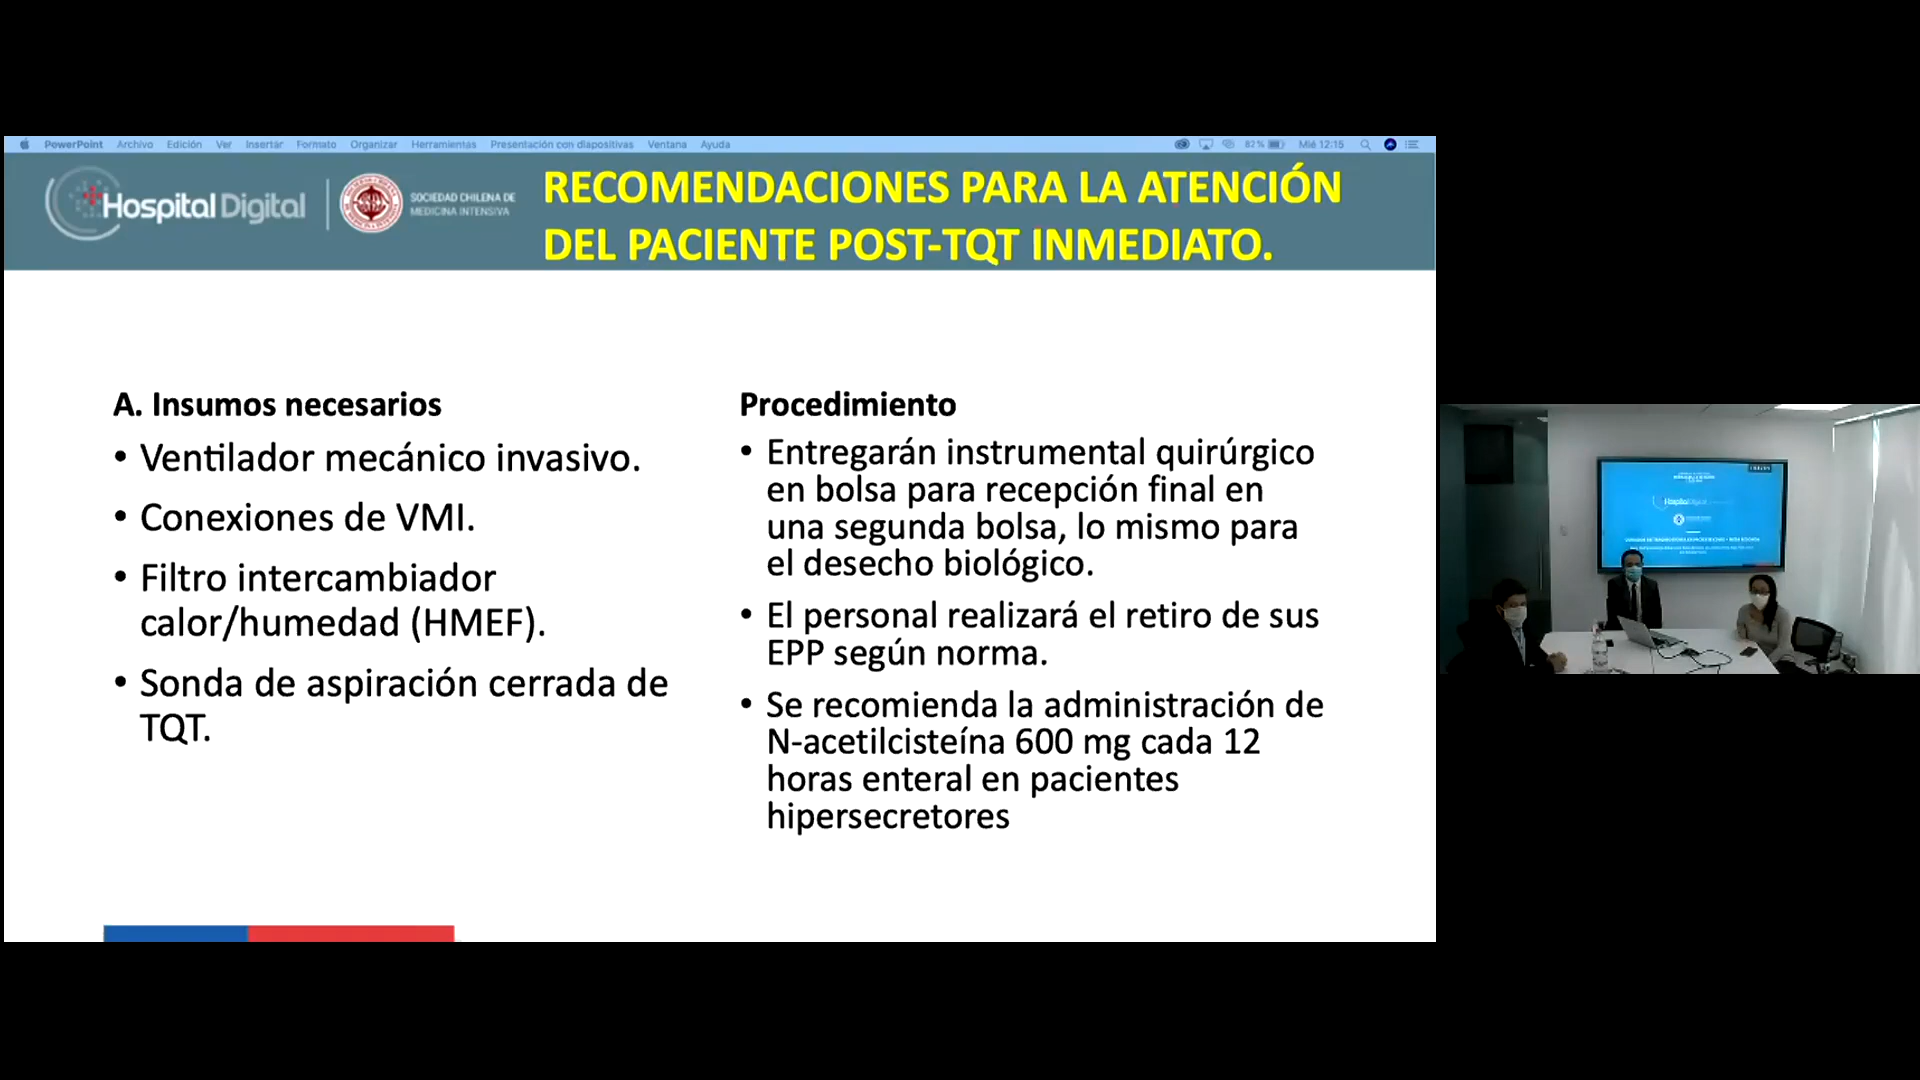 PowerPoint Archivo Edición Ver Insertar Formato Organizar Herramientas Presentación con diapositivas Ventana Ayuda
82% Mié 12:15
Hospital Digital
SOCIEDAD CHILENA DE
MEDICINA INTENSIVA
RECOMENDACIONES PARA LA ATENCIÓN
DEL PACIENTE POST-TQT INMEDIATO.
A. Insumos necesarios
• Ventilador mecánico invasivo.
• Conexiones de VMI.
• Filtro intercambiador
calor/humedad (HMEF).
• Sonda de aspiración cerrada de
TQT.
Procedimiento
• Entregarán instrumental quirúrgico
en bolsa para recepción final en
una segunda bolsa, lo mismo para
el desecho biológico.
• El personal realizará el retiro de sus
EPP según norma.
• Se recomienda la administración de
N-acetilcisteína 600 mg cada 12
horas enteral en pacientes
hipersecretores
HospitalDigital